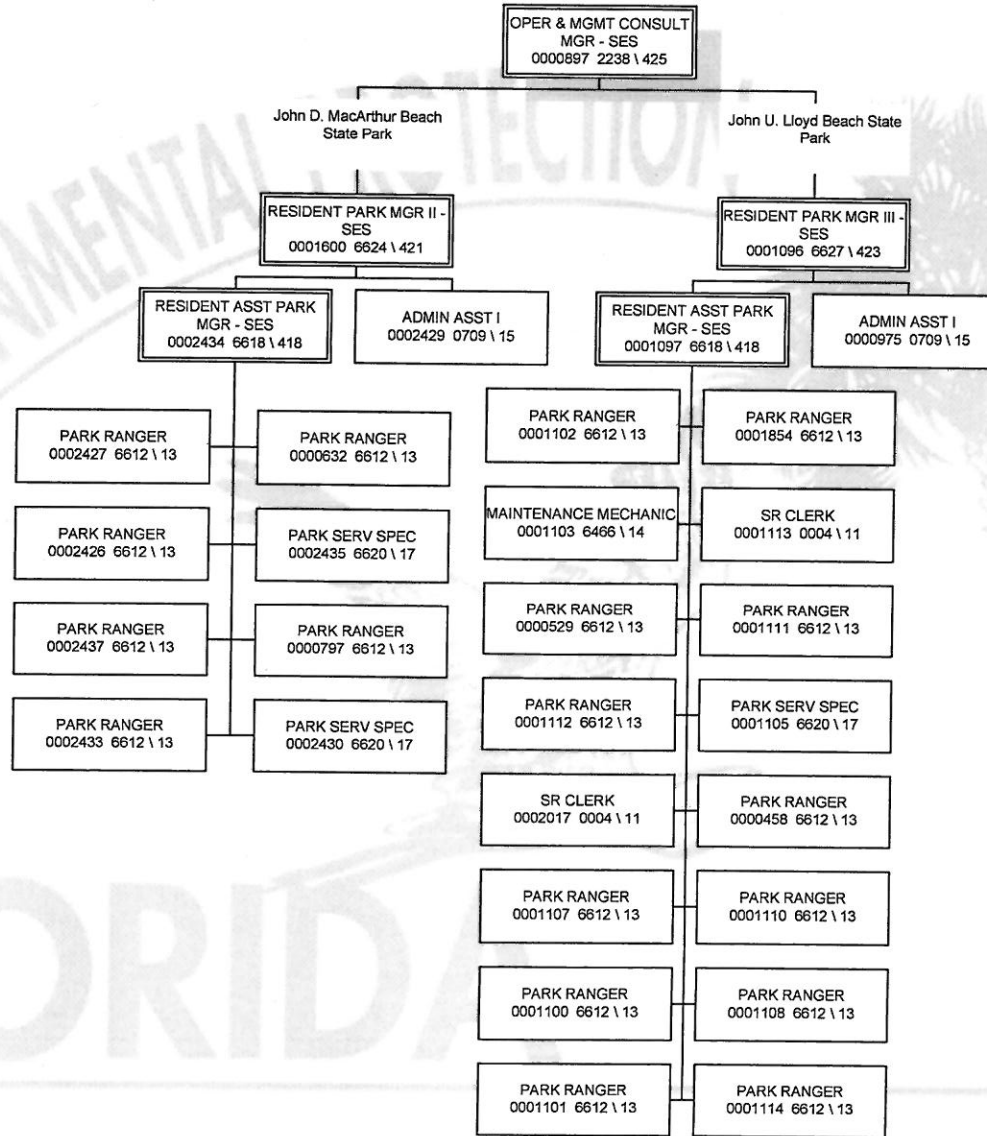 OPER & MGMT CONSULT
MGR - SES
0000897 2238 \ 425
John D. MacArthur Beach
State Park
John U. Lloyd Beach State
Park
RESIDENT PARK MGR II -
SES
0001600 6624 \ 421
RESIDENT PARK MGR III -
SES
0001096 6627 \ 423
RESIDENT ASST PARK
MGR - SES
0002434 6618 \ 418
ADMIN ASST I
0002429 0709 \ 15
RESIDENT ASST PARK
MGR - SES
0001097 6618 \ 418
ADMIN ASST I
0000975 0709 \ 15
PARK RANGER
0002427 6612 \ 13
PARK RANGER
0000632 6612 \ 13
PARK RANGER
0002426 6612 \ 13
PARK SERV SPEC
0002435 6620 \ 17
PARK RANGER
0002437 6612 \ 13
PARK RANGER
0000797 6612 \ 13
PARK RANGER
0002433 6612 \ 13
PARK SERV SPEC
0002430 6620 \ 17
PARK RANGER
0001102 6612 \ 13
PARK RANGER
0001854 6612 \ 13
MAINTENANCE MECHANIC
0001103 6466 \ 14
SR CLERK
0001113 0004 \ 11
PARK RANGER
0000529 6612 \ 13
PARK RANGER
0001111 6612 \ 13
PARK RANGER
0001112 6612 \ 13
PARK SERV SPEC
0001105 6620 \ 17
SR CLERK
0002017 0004 \ 11
PARK RANGER
0000458 6612 \ 13
PARK RANGER
0001107 6612 \ 13
PARK RANGER
0001110 6612 \ 13
PARK RANGER
0001100 6612 \ 13
PARK RANGER
0001108 6612 \ 13
PARK RANGER
0001101 6612 \ 13
PARK RANGER
0001114 6612 \ 13